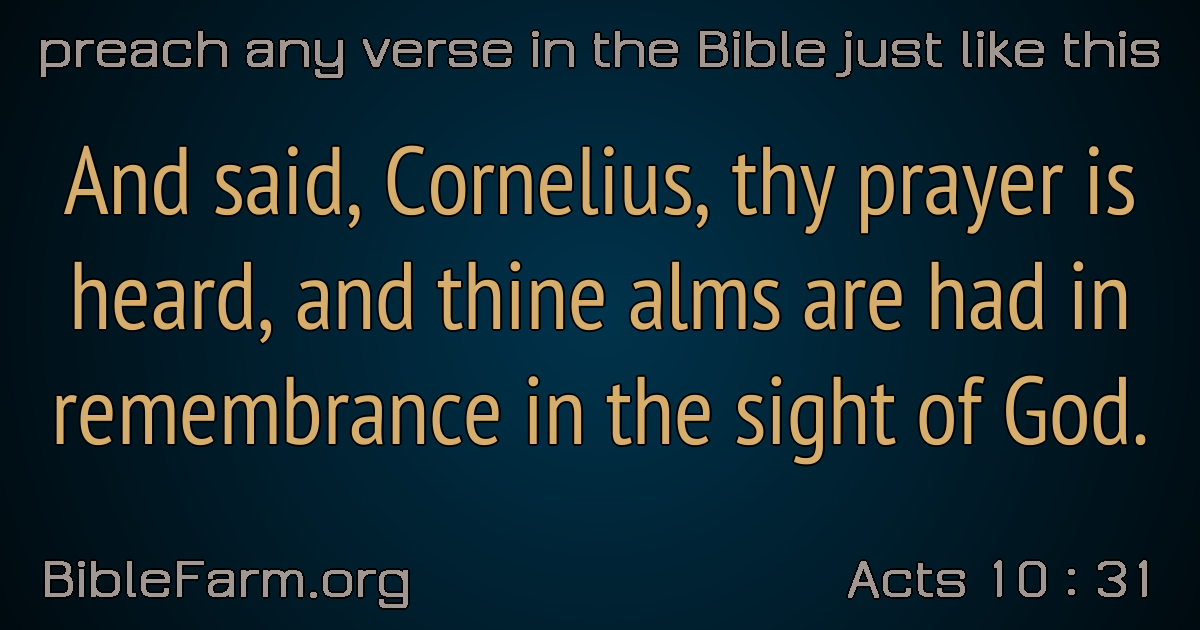 preach any verse in the Bible just like this
And said, Cornelius, thy prayer is
heard, and thine alms are had in
remembrance in the sight of God.
BibleFarm.org
Acts 10 : 31